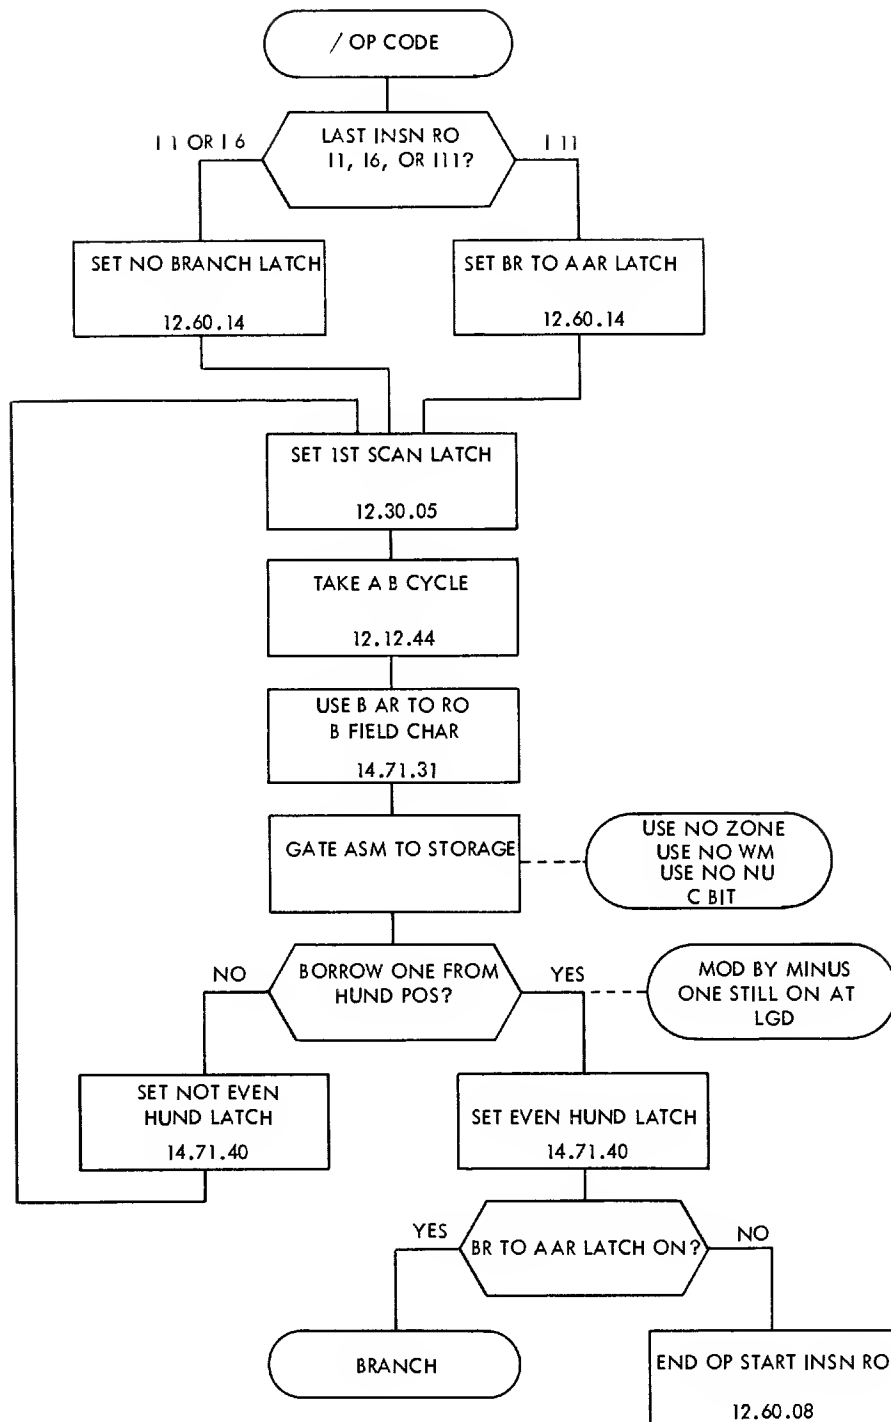 / OP CODE
LAST INSN RO
I1, I6, OR I11?
I 1 OR I 6
I 11
SET NO BRANCH LATCH
12.60.14
SET BR TO AAR LATCH
12.60.14
SET 1ST SCAN LATCH
12.30.05
TAKE A B CYCLE
12.12.44
USE B AR TO RO
B FIELD CHAR
14.71.31
GATE ASM TO STORAGE
USE NO ZONE
USE NO WM
USE NO NU
C BIT
BORROW ONE FROM
HUND POS?
NO
YES
MOD BY MINUS
ONE STILL ON AT
LGD
SET NOT EVEN
HUND LATCH
14.71.40
SET EVEN HUND LATCH
14.71.40
BR TO AAR LATCH ON?
YES
NO
BRANCH
END OP START INSN RO
12.60.08